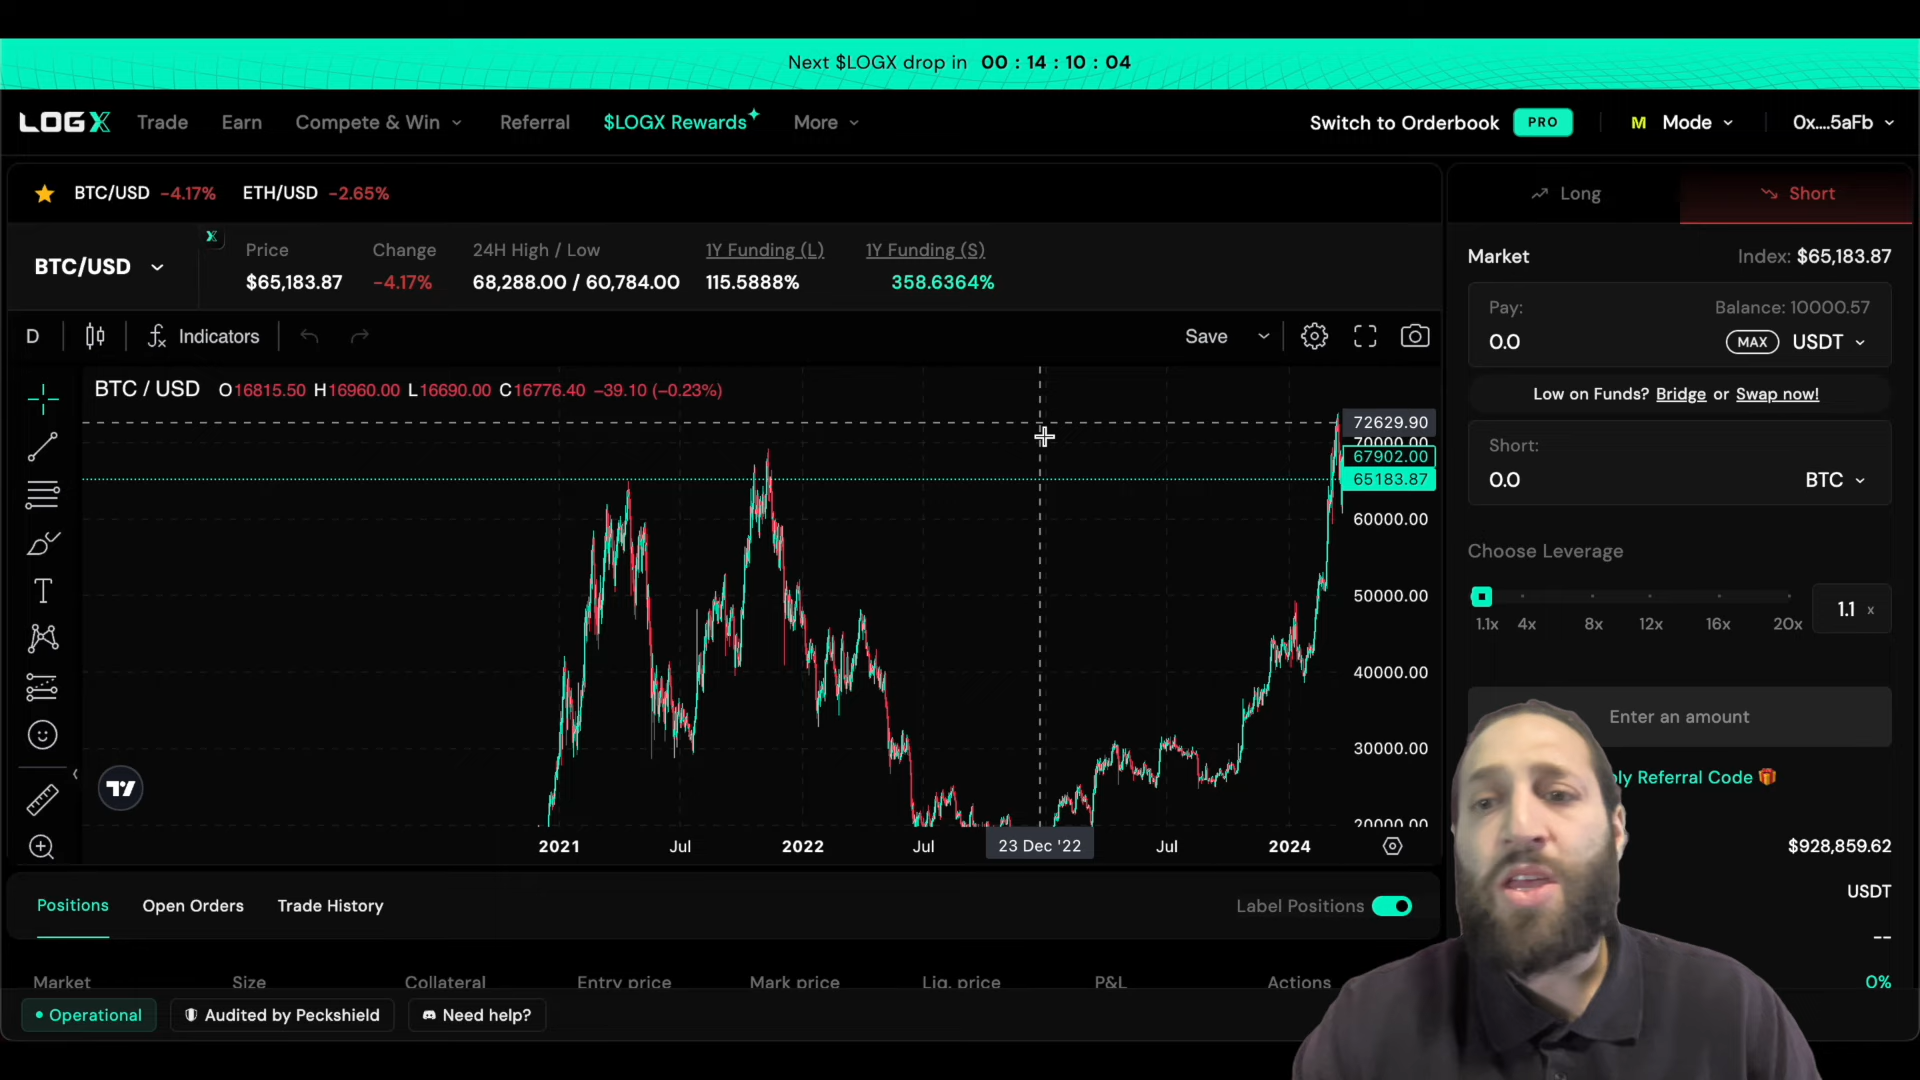 Next $LOGX drop in 00 : 14 : 10 : 04
LOGX Trade Earn Compete & Win Referral $LOGX Rewards More Switch to Orderbook PRO M Mode 0x....5aFb
BTC/USD -4.17% ETH/USD -2.65%
BTC/USD
Price Change 24H High / Low 1Y Funding (L) 1Y Funding (S)
$65,183.87 -4.17% 68,288.00 / 60,784.00 115.5888% 358.6364%
D Indicators Save
BTC / USD O16815.50 H16960.00 L16690.00 C16776.40 −39.10 (−0.23%)
72629.90
70000.00
67902.00
65183.87
60000.00
50000.00
40000.00
30000.00
20000.00
2021 Jul 2022 Jul 23 Dec '22 Jul 2024
Long Short
Market Index: $65,183.87
Pay: Balance: 10000.57
0.0 MAX USDT
Low on Funds? Bridge or Swap now!
Short:
0.0 BTC
Choose Leverage
1.1 x
1.1x 4x 8x 12x 16x 20x
Enter an amount
Referral Code
$928,859.62
USDT
--
0%
Positions Open Orders Trade History Label Positions
Market Size Collateral Entry price Mark price Liq. price P&L Actions
Operational Audited by Peckshield Need help?